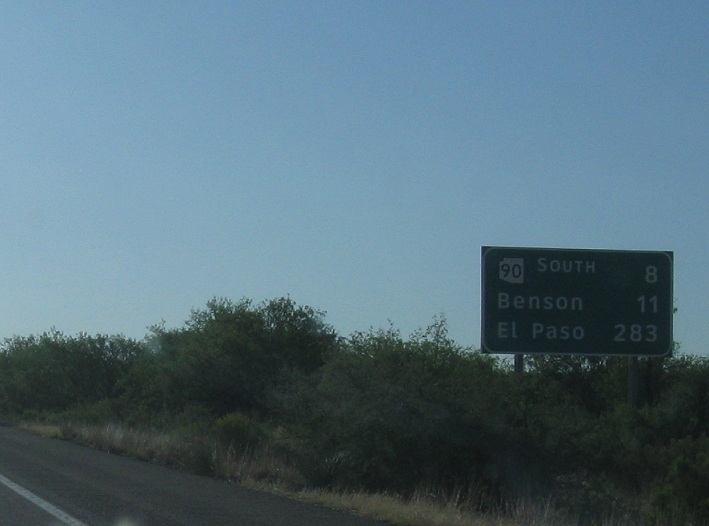 90 SOUTH 8
Benson 11
El Paso 283